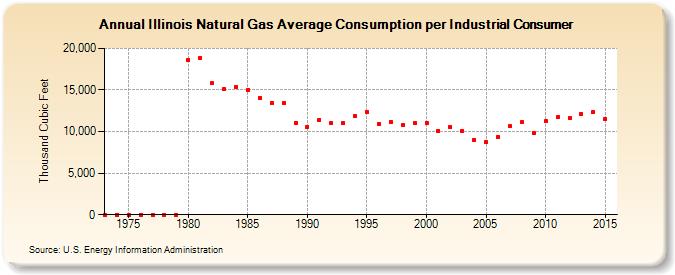 Annual Illinois Natural Gas Average Consumption per Industrial Consumer
Thousand Cubic Feet
20,000
15,000
10,000
5,000
0
1975 1980 1985 1990 1995 2000 2005 2010 2015
Source: U.S. Energy Information Administration